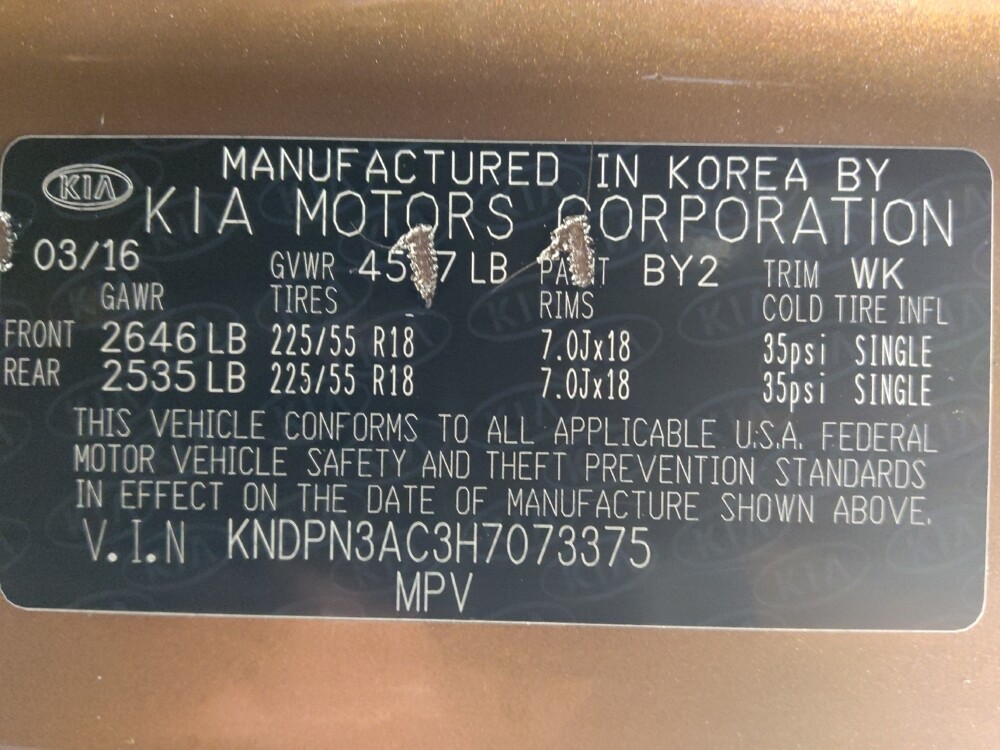 KIA MANUFACTURED IN KOREA BY
KIA MOTORS CORPORATION
03/16 GVWR LB BY2 TRIM WK
GAWR TIRES RIMS COLD TIRE INFL
FRONT 2646 LB 225/55 R18 7.0Jx18 35psi SINGLE
REAR 2535 LB 225/55 R18 7.0Jx18 35psi SINGLE
THIS VEHICLE CONFORMS TO ALL APPLICABLE U.S.A. FEDERAL
MOTOR VEHICLE SAFETY AND THEFT PREVENTION STANDARDS
IN EFFECT ON THE DATE OF MANUFACTURE SHOWN ABOVE.
V.I.N KNDPN3AC3H7073375
MPV